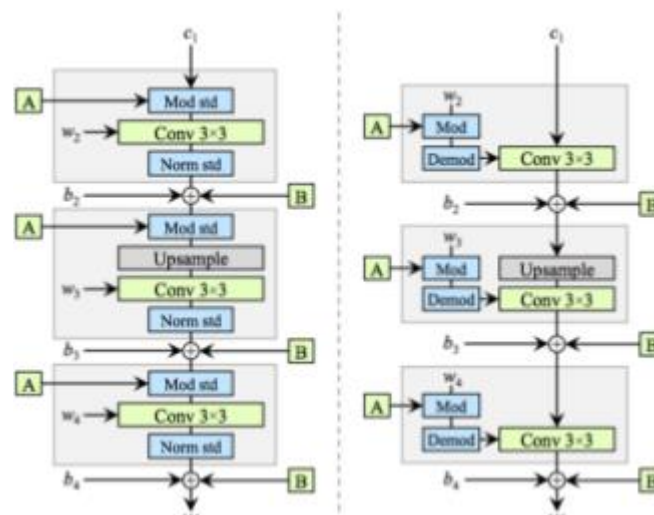 c₁
A
Mod std
w₂
Conv 3×3
Norm std
b₂
B
A
Mod std
Upsample
w₃
Conv 3×3
Norm std
b₃
B
A
Mod std
w₄
Conv 3×3
Norm std
b₄
B
c₁
w₂
A
Mod
Demod
Conv 3×3
b₂
w₃
A
Mod
Upsample
Demod
Conv 3×3
b₃
w₄
A
Mod
Demod
Conv 3×3
b₄